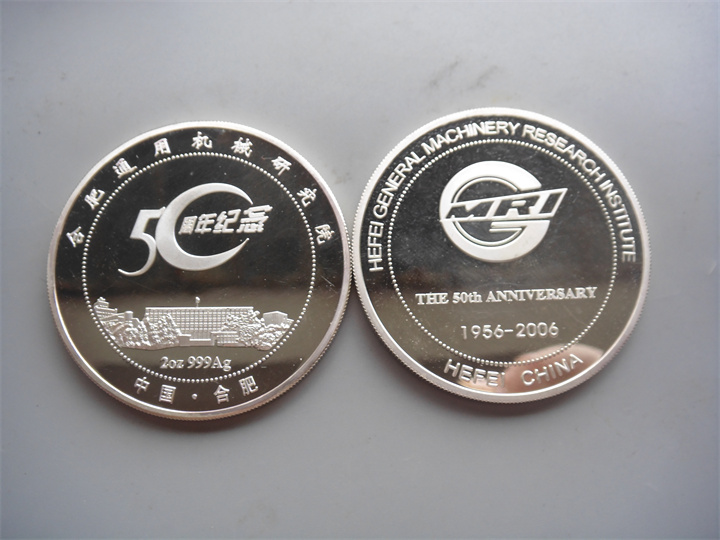 合肥通用机械研究院
50周年纪念
2oz 999Ag
中国·合肥
HEFEI GENERAL MACHINERY RESEARCH INSTITUTE
MRI
THE 50th ANNIVERSARY
1956-2006
HEFEI CHINA